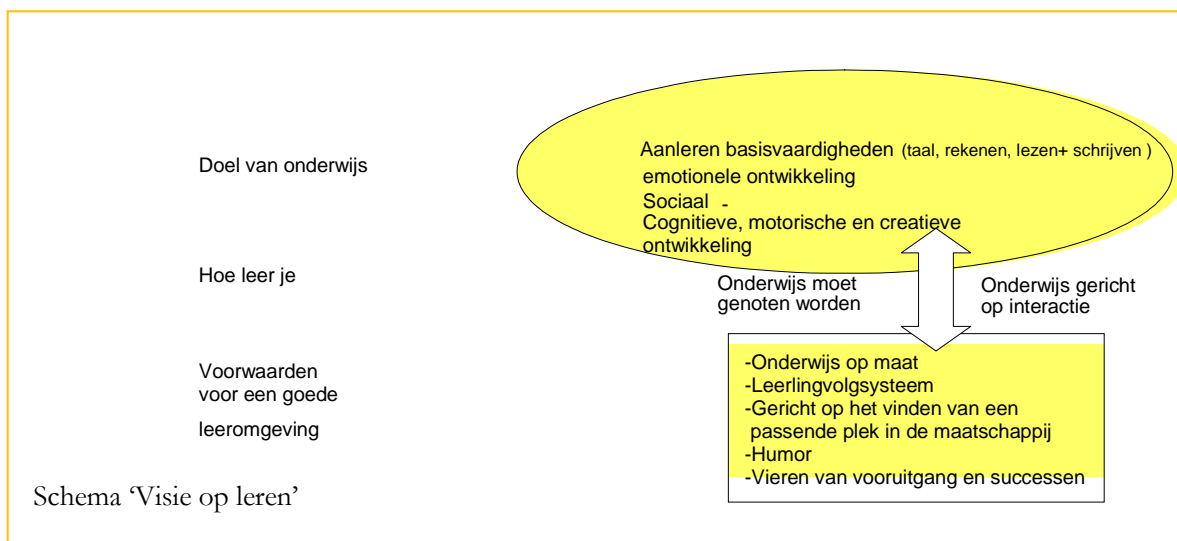 Doel van onderwijs
Aanleren basisvaardigheden (taal, rekenen, lezen+ schrijven )
emotionele ontwikkeling
Sociaal -
Cognitieve, motorische en creatieve
ontwikkeling
Hoe leer je
Onderwijs moet
genoten worden
Onderwijs gericht
op interactie
Voorwaarden
voor een goede
leeromgeving
-Onderwijs op maat
-Leerlingvolgsysteem
-Gericht op het vinden van een
passende plek in de maatschappij
-Humor
-Vieren van vooruitgang en successen
Schema ‘Visie op leren’